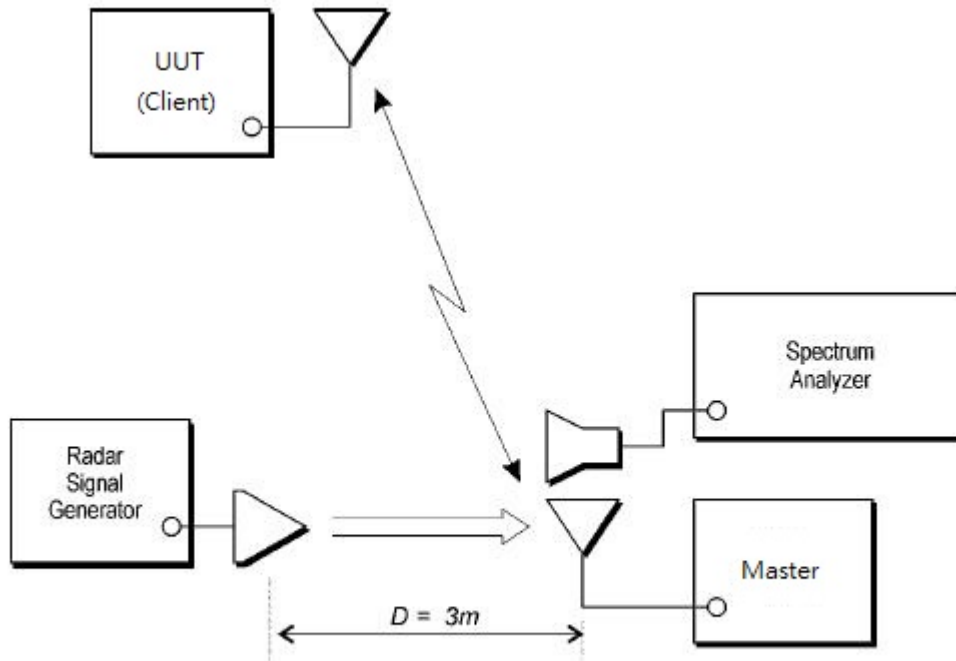 UUT
(Client)
Spectrum
Analyzer
Radar
Signal
Generator
Master
D = 3m